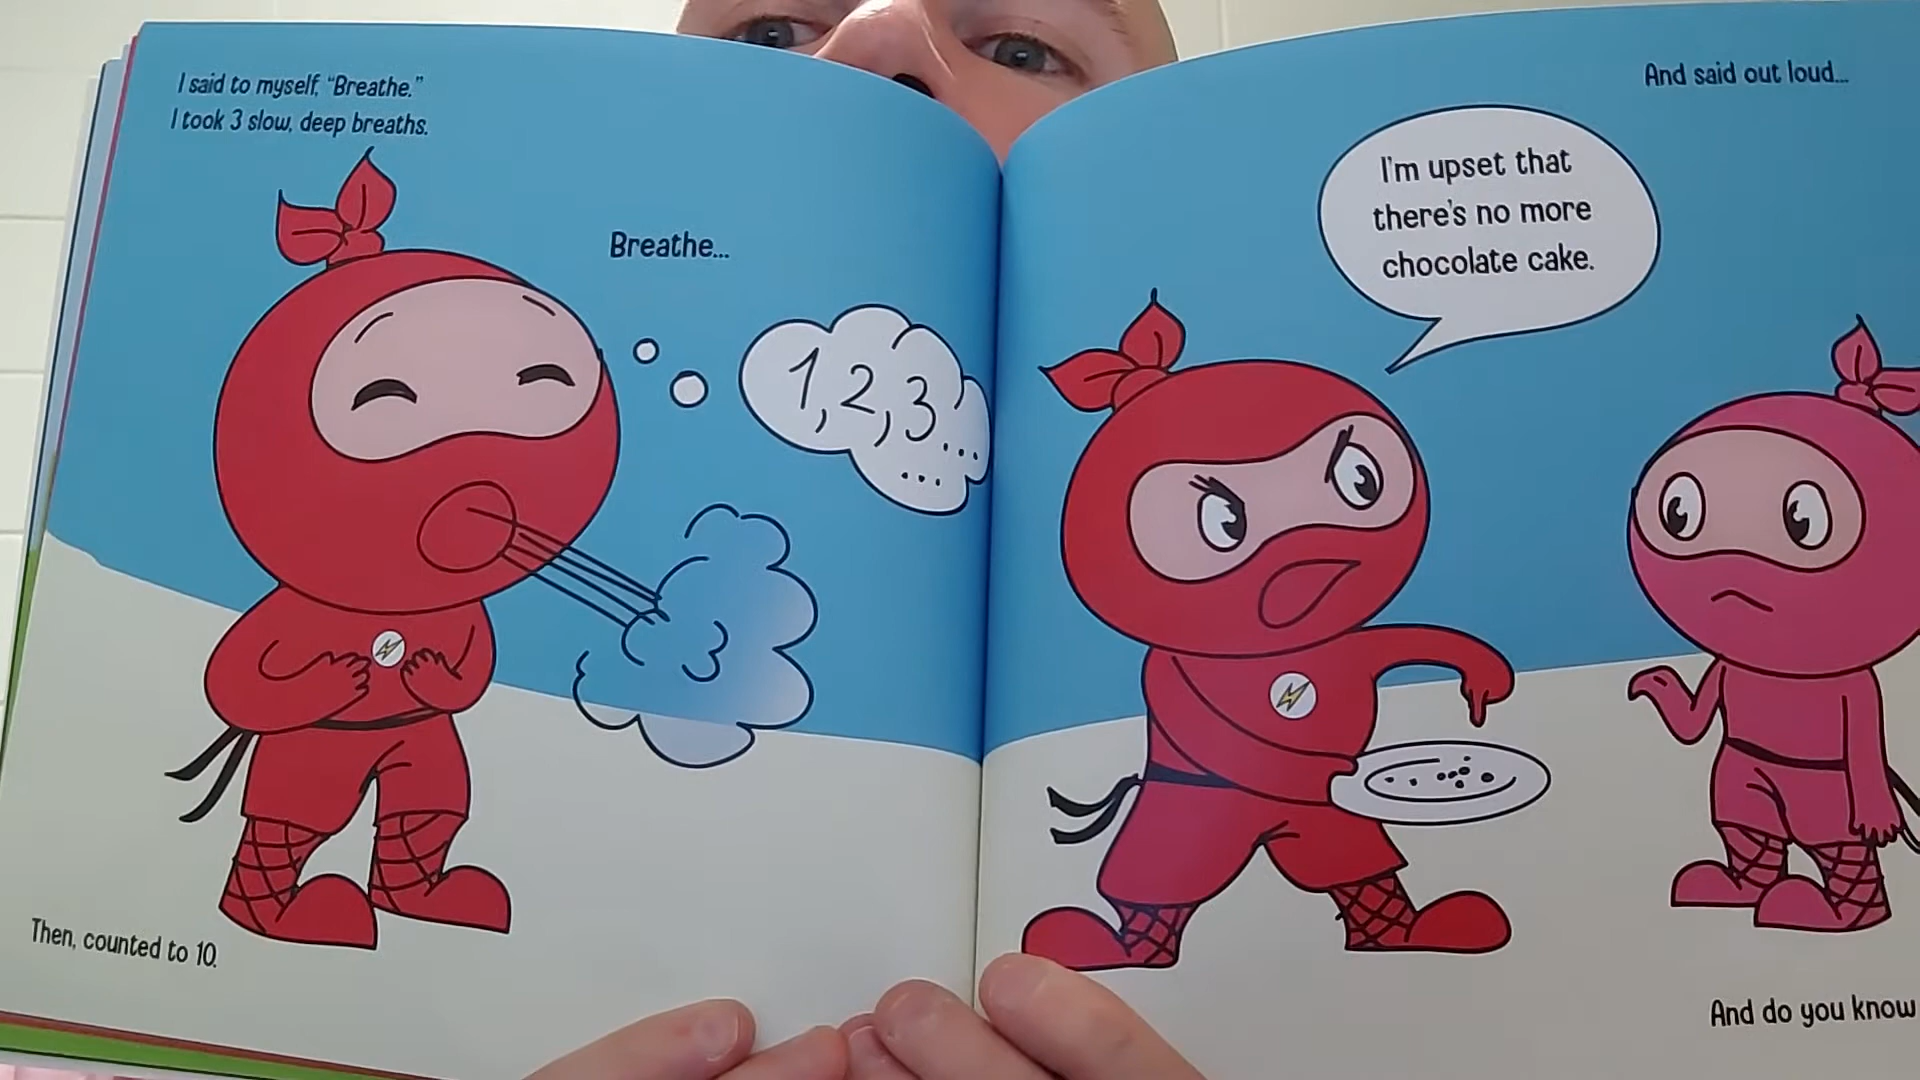 I said to myself, "Breathe."
I took 3 slow, deep breaths.
Breathe...
1, 2, 3...
...
Then, counted to 10.
And said out loud...
I'm upset that
there's no more
chocolate cake.
And do you know